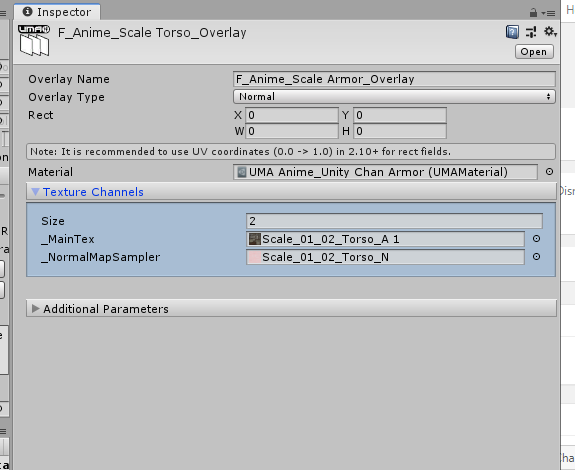 Inspector
F_Anime_Scale Torso_Overlay
Open
Overlay Name F_Anime_Scale Armor_Overlay
Overlay Type Normal
Rect X 0 Y 0
W 0 H 0
Note: It is recommended to use UV coordinates (0.0 -> 1.0) in 2.10+ for rect fields.
Material UMA Anime_Unity Chan Armor (UMAMaterial)
Texture Channels
Size 2
_MainTex Scale_01_02_Torso_A 1
_NormalMapSampler Scale_01_02_Torso_N
Additional Parameters